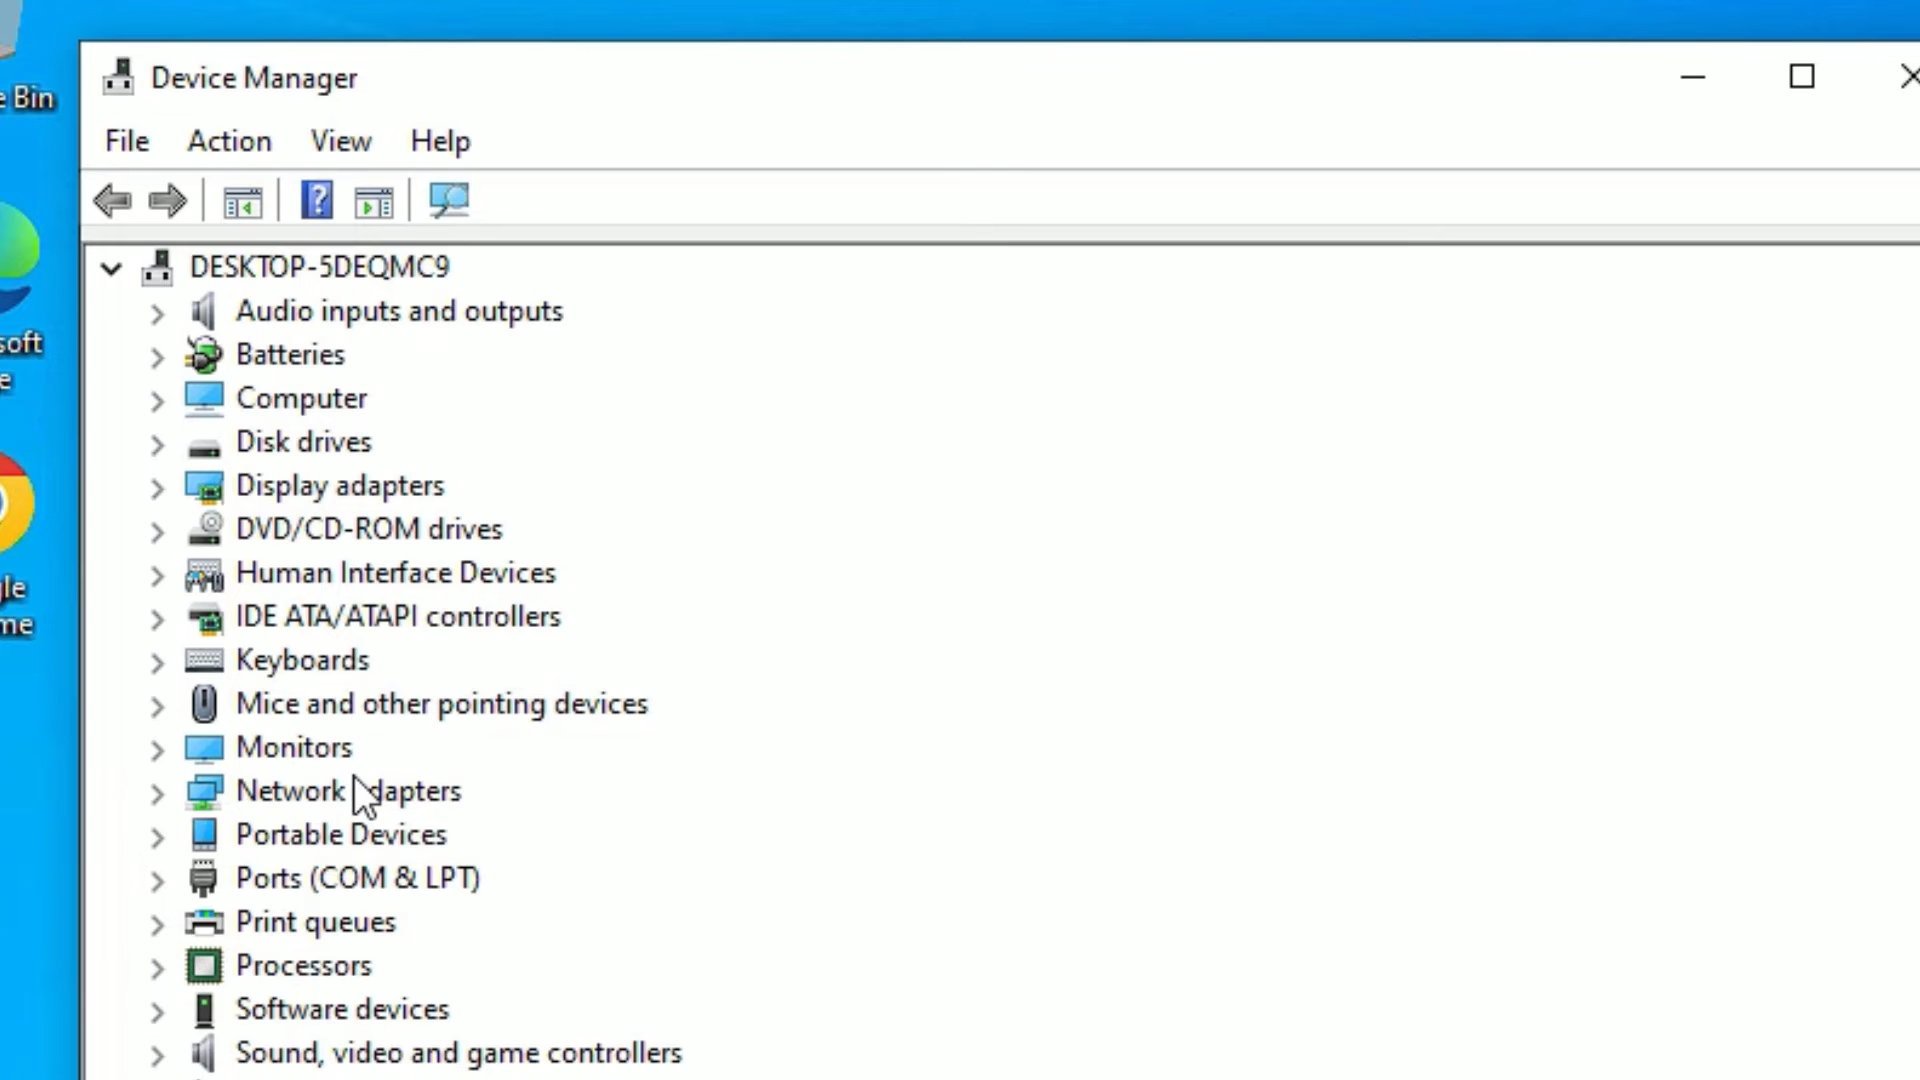 e Bin
soft
e
le
me
Device Manager
File Action View Help
DESKTOP-5DEQMC9
Audio inputs and outputs
Batteries
Computer
Disk drives
Display adapters
DVD/CD-ROM drives
Human Interface Devices
IDE ATA/ATAPI controllers
Keyboards
Mice and other pointing devices
Monitors
Network adapters
Portable Devices
Ports (COM & LPT)
Print queues
Processors
Software devices
Sound, video and game controllers